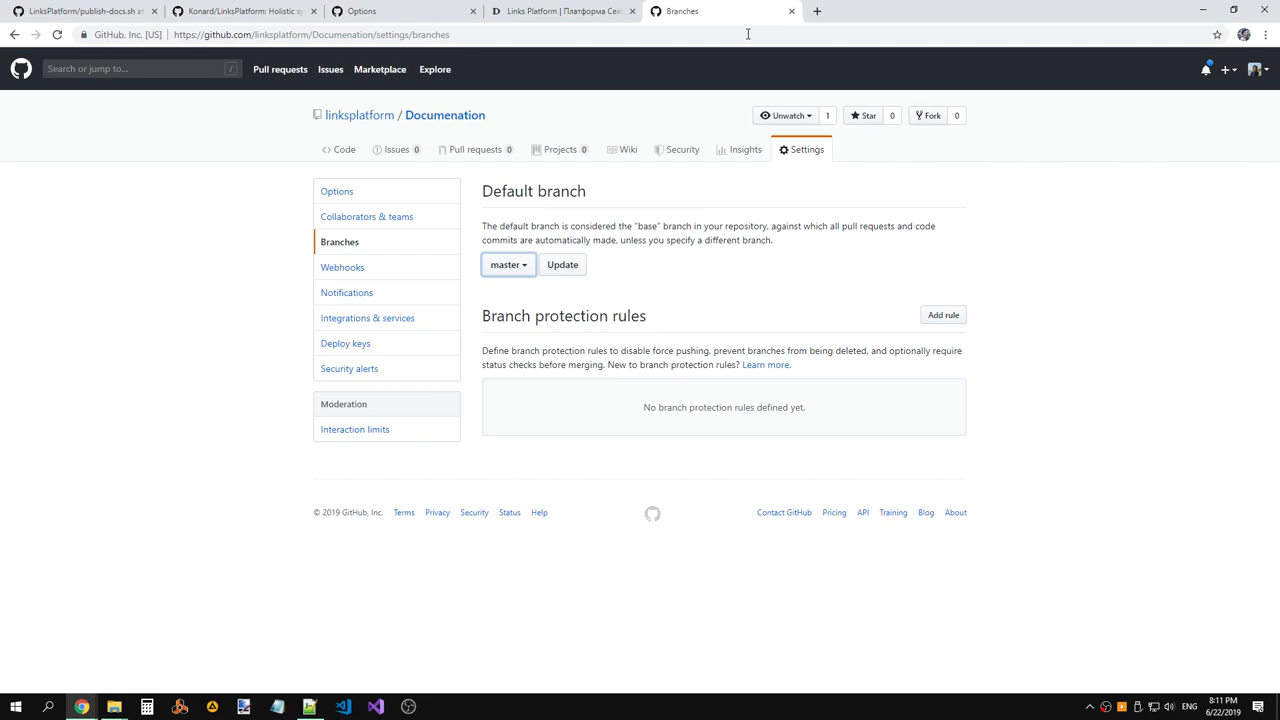 LinksPlatform/publish-docs.sh at
Konard/LinksPlatform: Holistic sy
Options
Links Platform | Платформа Свя
Branches
GitHub, Inc. [US]
https://github.com/linksplatform/Documenation/settings/branches
Search or jump to...
/
Pull requests
Issues
Marketplace
Explore
linksplatform / Documenation
Unwatch 1
Star 0
Fork 0
Code
Issues 0
Pull requests 0
Projects 0
Wiki
Security
Insights
Settings
Options
Collaborators & teams
Branches
Webhooks
Notifications
Integrations & services
Deploy keys
Security alerts
Moderation
Interaction limits
Default branch
The default branch is considered the "base" branch in your repository, against which all pull requests and code
commits are automatically made, unless you specify a different branch.
master
Update
Branch protection rules
Add rule
Define branch protection rules to disable force pushing, prevent branches from being deleted, and optionally require
status checks before merging. New to branch protection rules? Learn more.
No branch protection rules defined yet.
© 2019 GitHub, Inc.
Terms
Privacy
Security
Status
Help
Contact GitHub
Pricing
API
Training
Blog
About
ENG
8:11 PM
6/22/2019